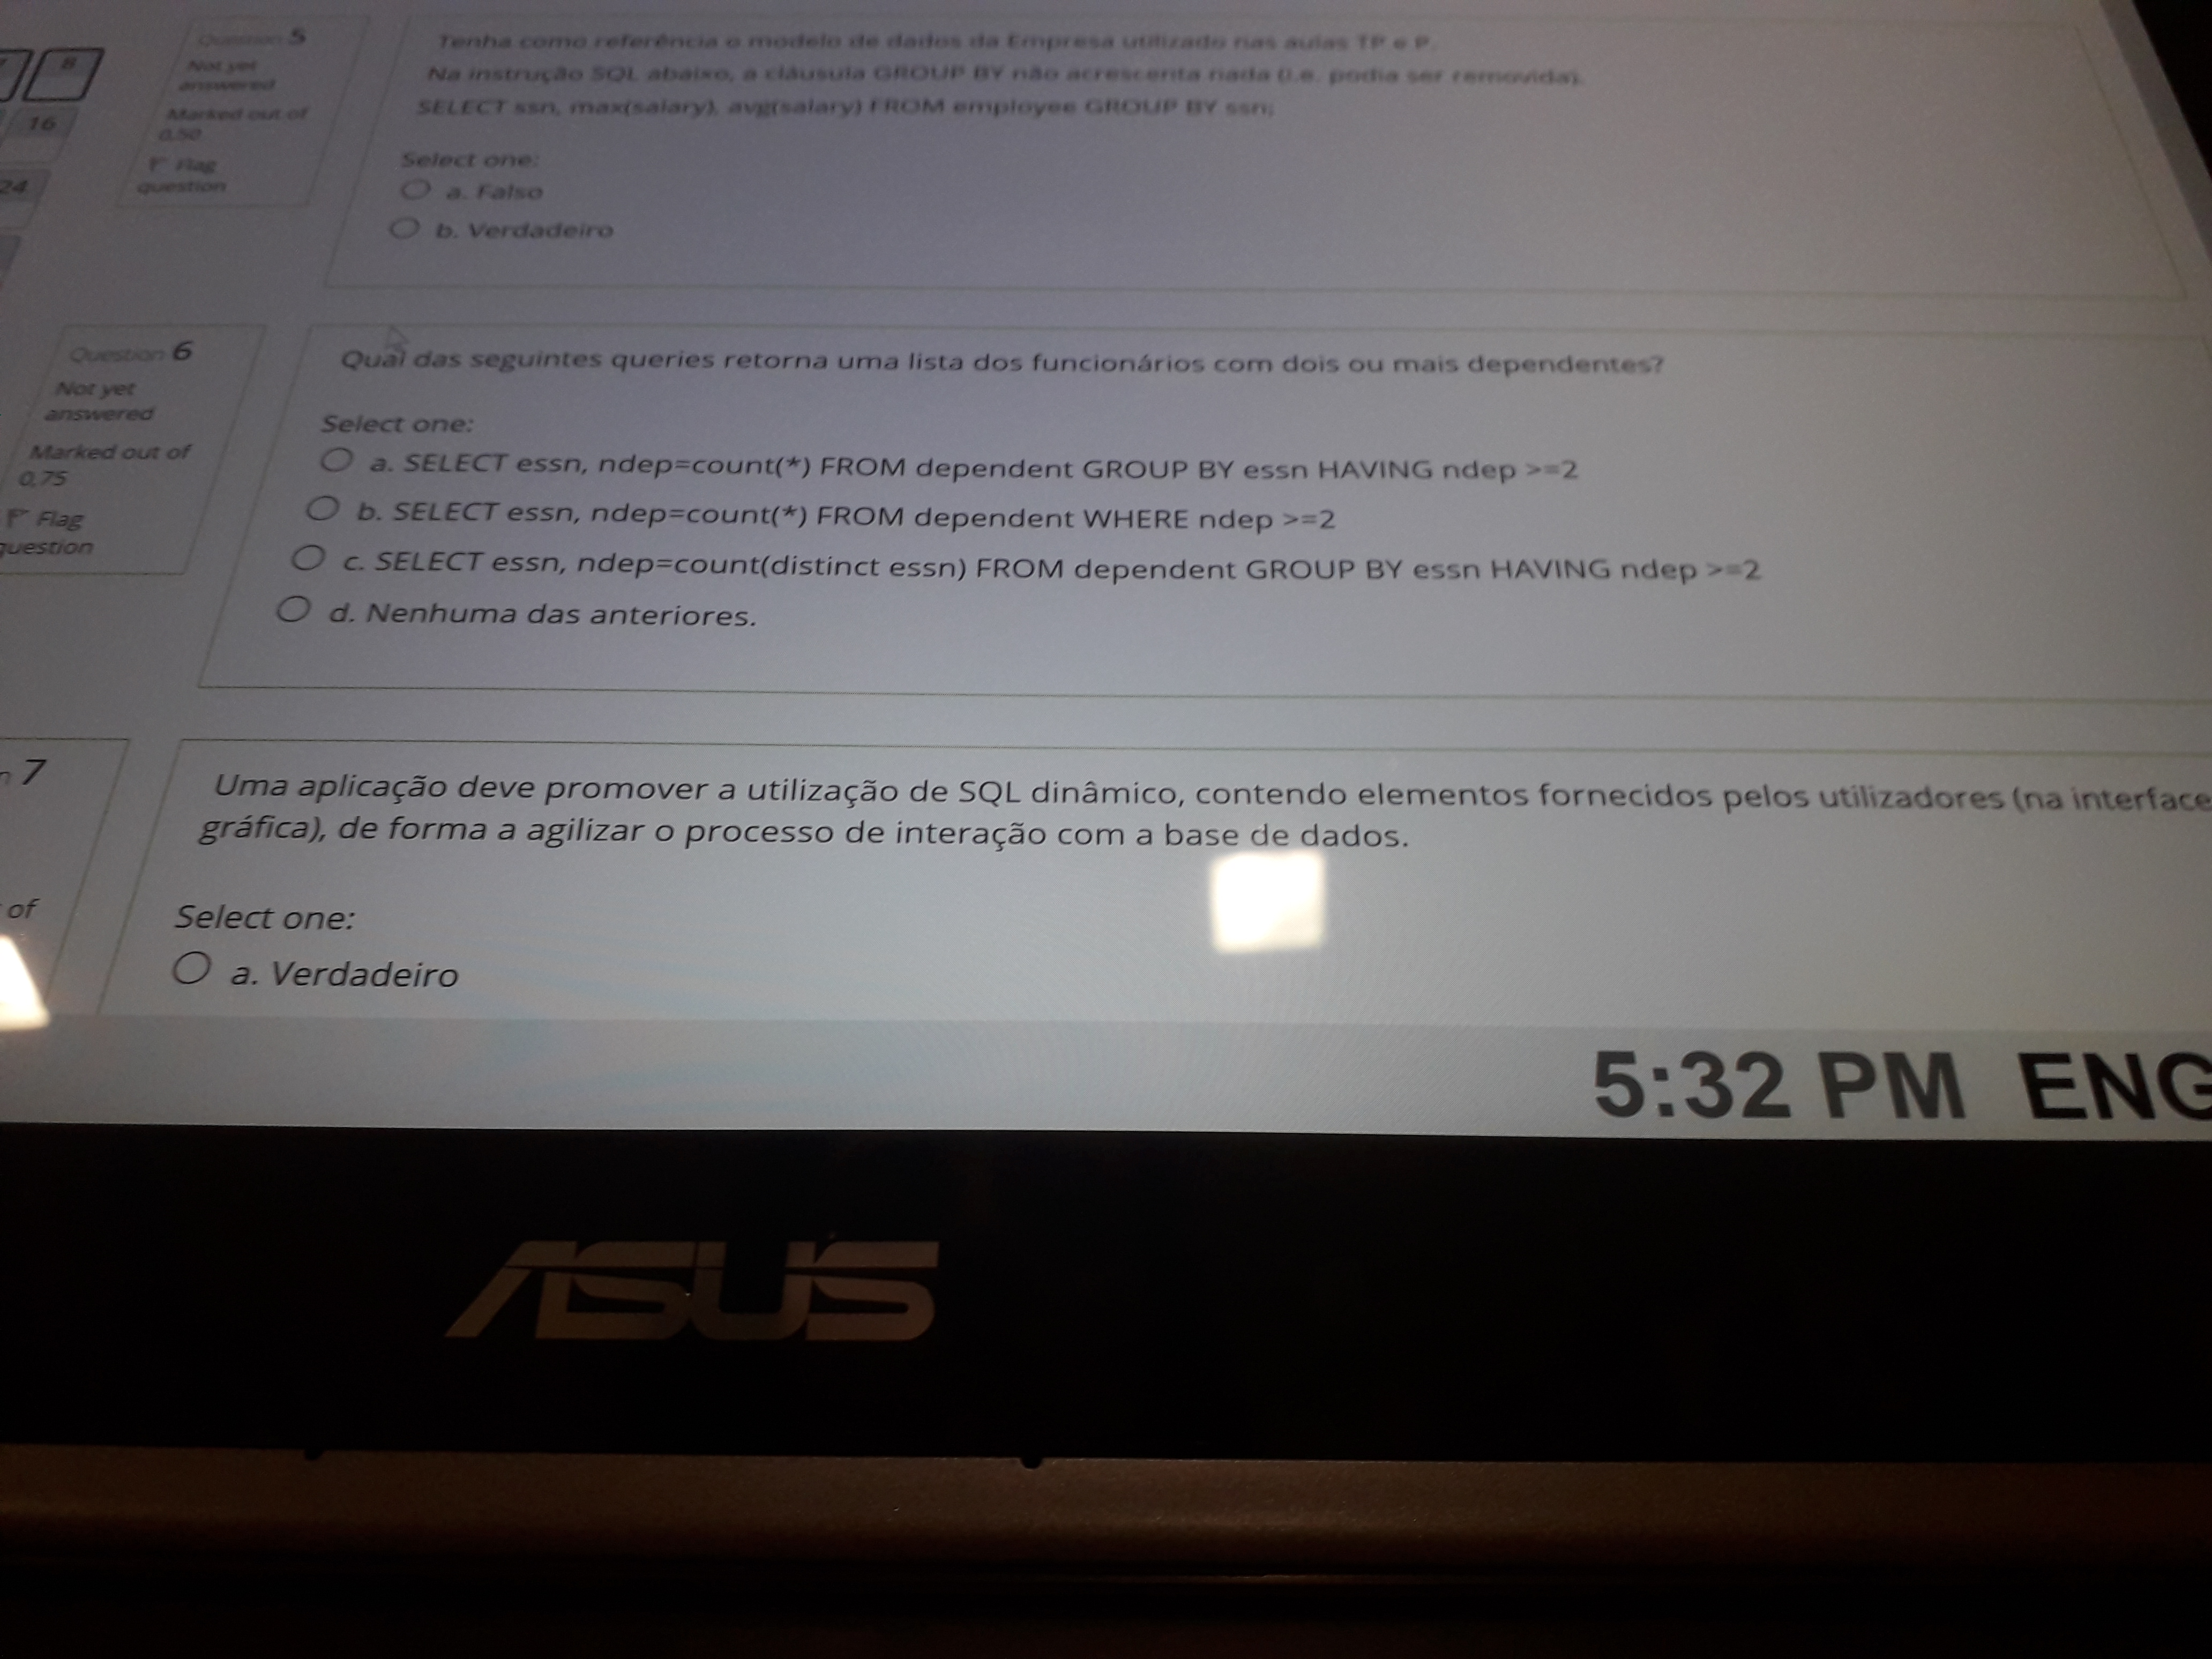 Question 5
Not yet
answered
Marked out of
0,50
Flag
question
8
16
24
Tenha como referência o modelo de dados da Empresa utilizado nas aulas TP e P.
Na instrução SQL abaixo, a cláusula GROUP BY não acrescenta nada (i.e. podia ser removida).
SELECT ssn, max(salary), avg(salary) FROM employee GROUP BY ssn;
Select one:
a. Falso
b. Verdadeiro
Question 6
Not yet
answered
Marked out of
0,75
Flag
question
Qual das seguintes queries retorna uma lista dos funcionários com dois ou mais dependentes?
Select one:
a. SELECT essn, ndep=count(*) FROM dependent GROUP BY essn HAVING ndep >=2
b. SELECT essn, ndep=count(*) FROM dependent WHERE ndep >=2
c. SELECT essn, ndep=count(distinct essn) FROM dependent GROUP BY essn HAVING ndep >=2
d. Nenhuma das anteriores.
n 7
of
Uma aplicação deve promover a utilização de SQL dinâmico, contendo elementos fornecidos pelos utilizadores (na interface
gráfica), de forma a agilizar o processo de interação com a base de dados.
Select one:
a. Verdadeiro
5:32 PM ENG
ASUS